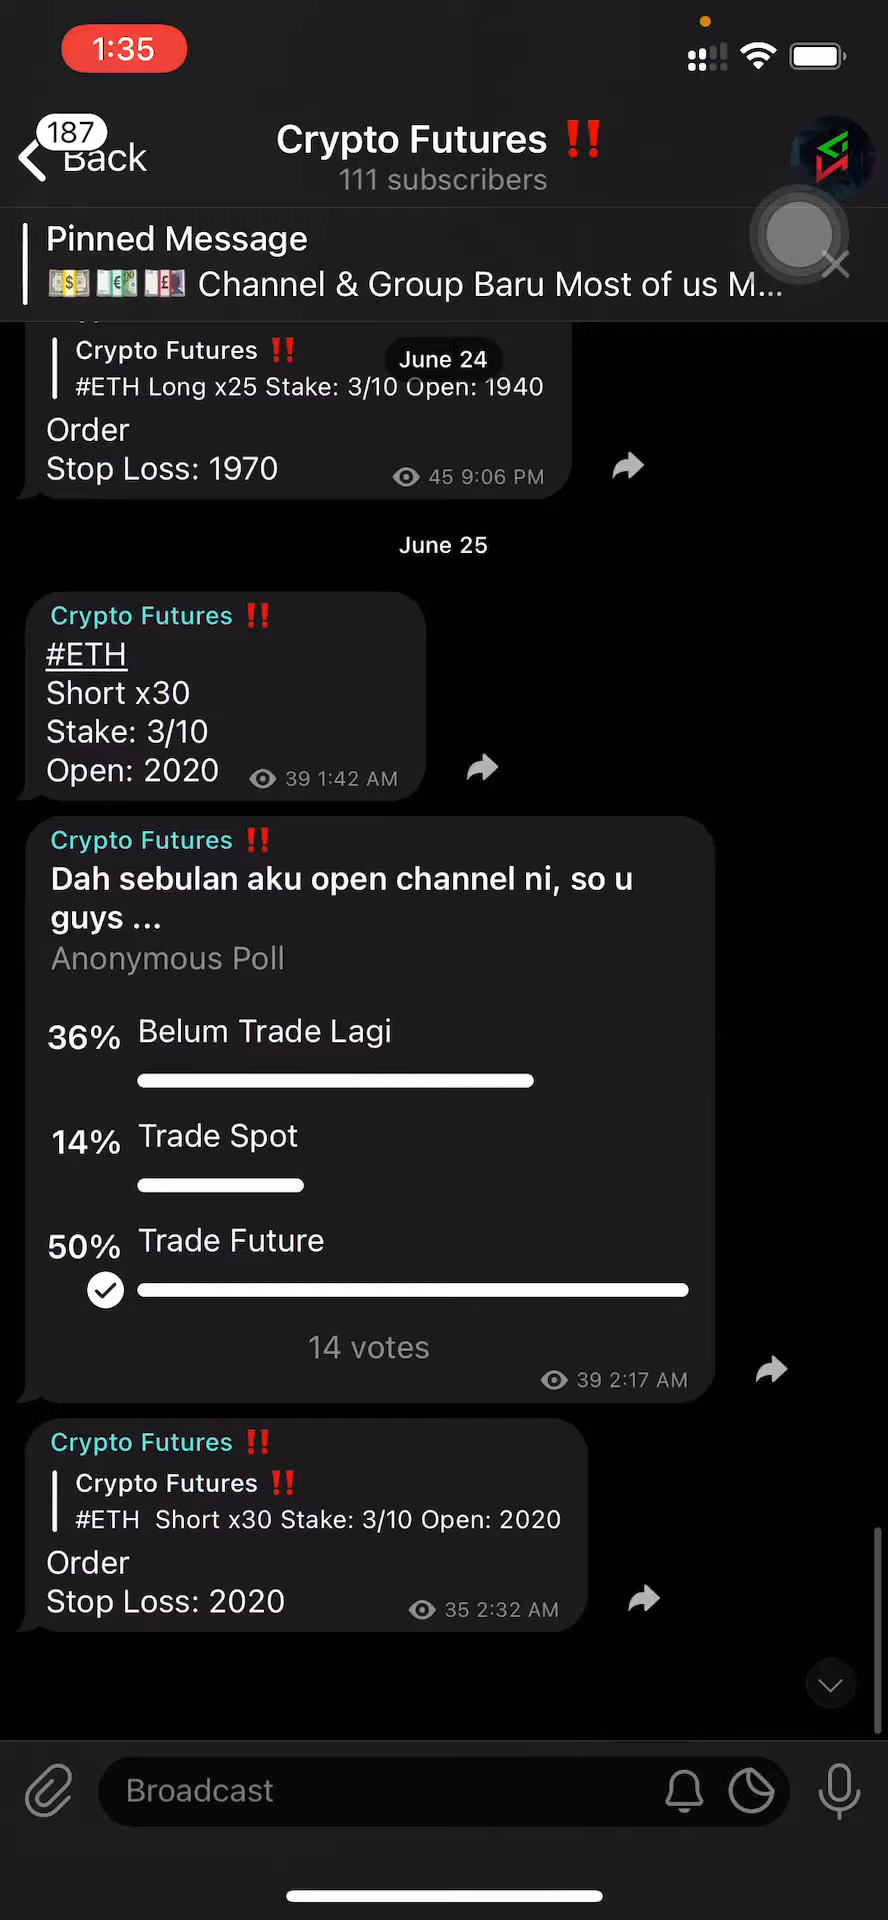 1:35
187
Back
Crypto Futures ‼️
111 subscribers
Pinned Message
💵💶💷 Channel & Group Baru Most of us M...
June 24
Crypto Futures ‼️
#ETH Long x25 Stake: 3/10 Open: 1940
Order
Stop Loss: 1970
45 9:06 PM
June 25
Crypto Futures ‼️
#ETH
Short x30
Stake: 3/10
Open: 2020
39 1:42 AM
Crypto Futures ‼️
Dah sebulan aku open channel ni, so u
guys ...
Anonymous Poll
36% Belum Trade Lagi
14% Trade Spot
50% Trade Future
14 votes
39 2:17 AM
Crypto Futures ‼️
Crypto Futures ‼️
#ETH Short x30 Stake: 3/10 Open: 2020
Order
Stop Loss: 2020
35 2:32 AM
Broadcast